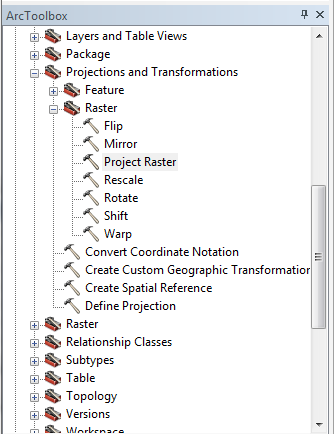 ArcToolbox
Layers and Table Views
Package
Projections and Transformations
Feature
Raster
Flip
Mirror
Project Raster
Rescale
Rotate
Shift
Warp
Convert Coordinate Notation
Create Custom Geographic Transformation
Create Spatial Reference
Define Projection
Raster
Relationship Classes
Subtypes
Table
Topology
Versions
Workspace